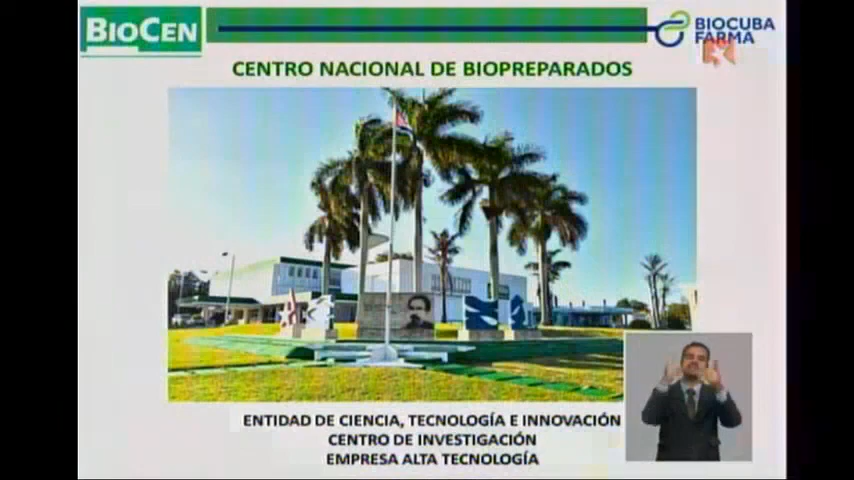 BIOCEN
BIOCUBA
FARMA
CENTRO NACIONAL DE BIOPREPARADOS
ENTIDAD DE CIENCIA, TECNOLOGÍA E INNOVACIÓN
CENTRO DE INVESTIGACIÓN
EMPRESA ALTA TECNOLOGÍA